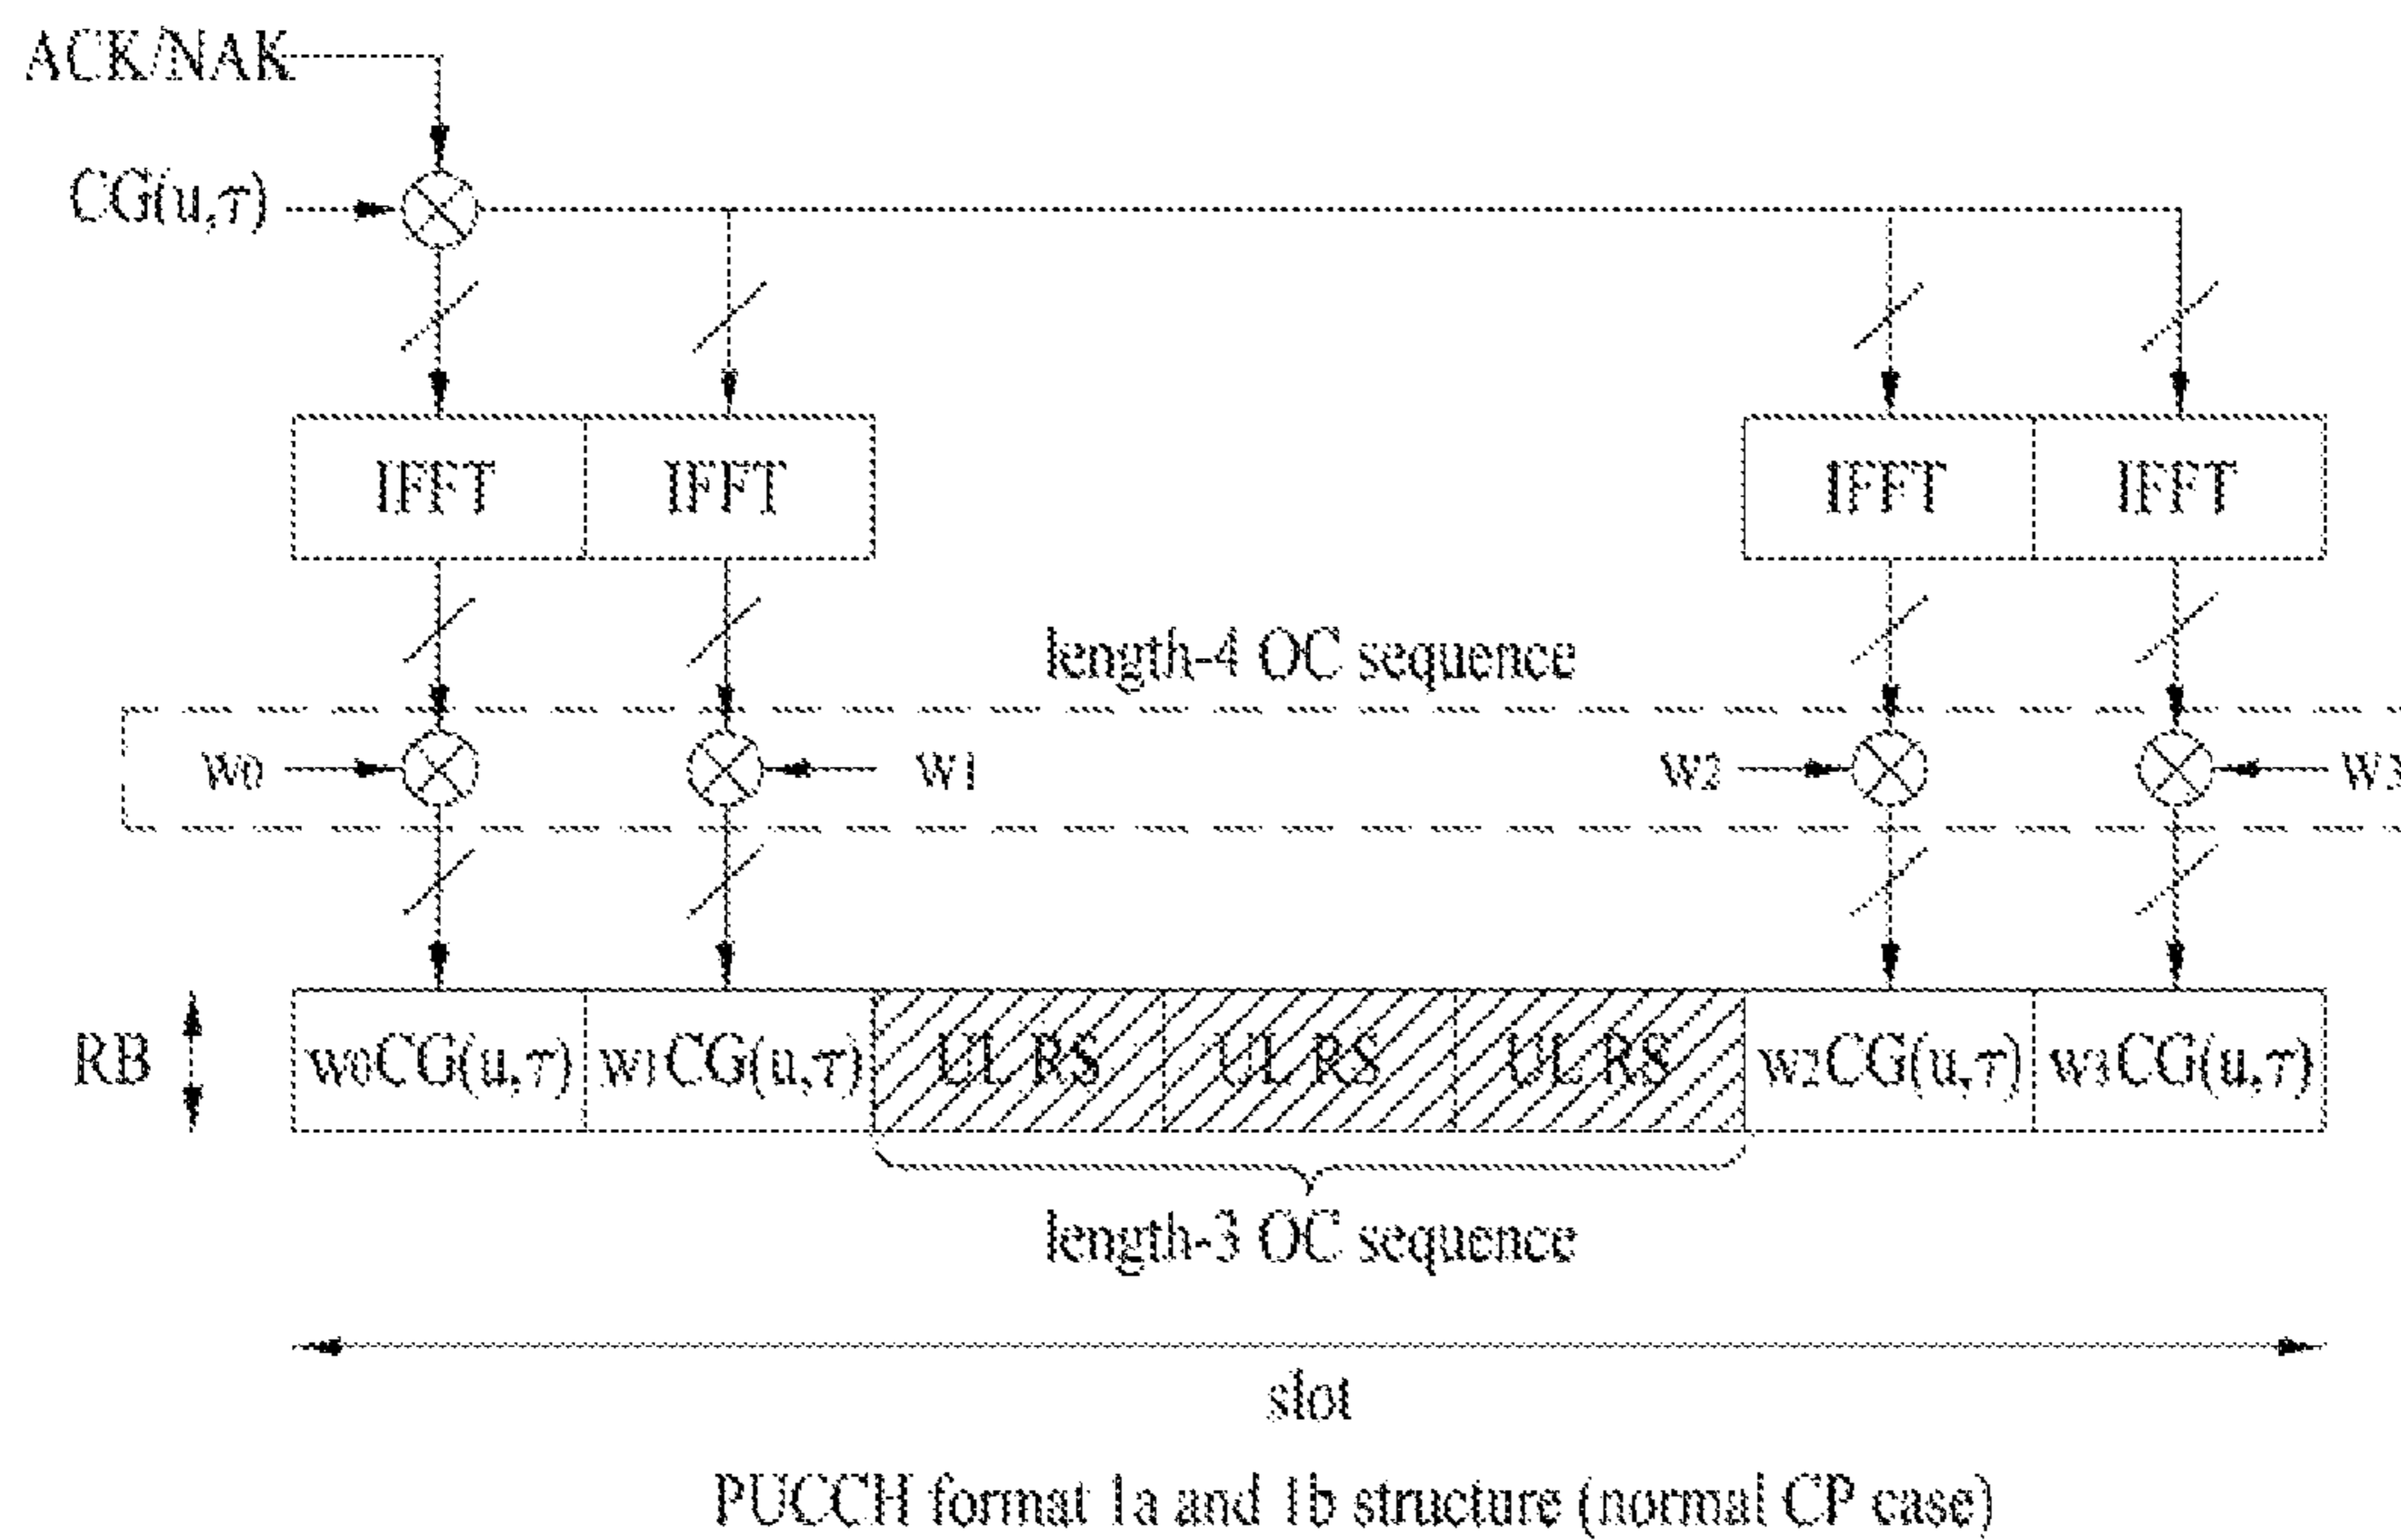 ACK/NAK
CG(u,τ)
IFFT IFFT IFFT IFFT
length-4 OC sequence
W0 W1 W2 W3
RB w0CG(u,τ) w1CG(u,τ) UL RS UL RS UL RS w2CG(u,τ) w3CG(u,τ)
length-3 OC sequence
slot
PUCCH format 1a and 1b structure (normal CP case)